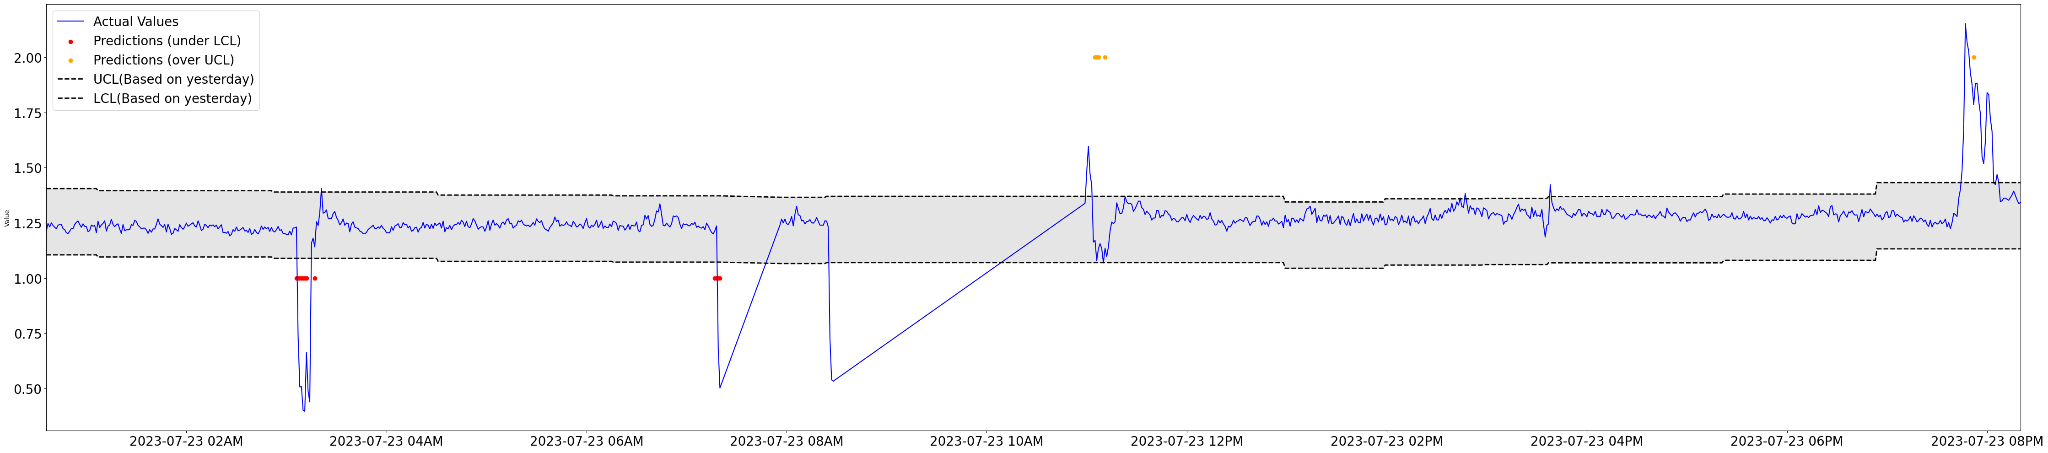 Actual Values
Predictions (under LCL)
Predictions (over UCL)
UCL(Based on yesterday)
LCL(Based on yesterday)
2.00
1.75
1.50
1.25
1.00
0.75
0.50
Value
2023-07-23 02AM 2023-07-23 04AM 2023-07-23 06AM 2023-07-23 08AM 2023-07-23 10AM 2023-07-23 12PM 2023-07-23 02PM 2023-07-23 04PM 2023-07-23 06PM 2023-07-23 08PM